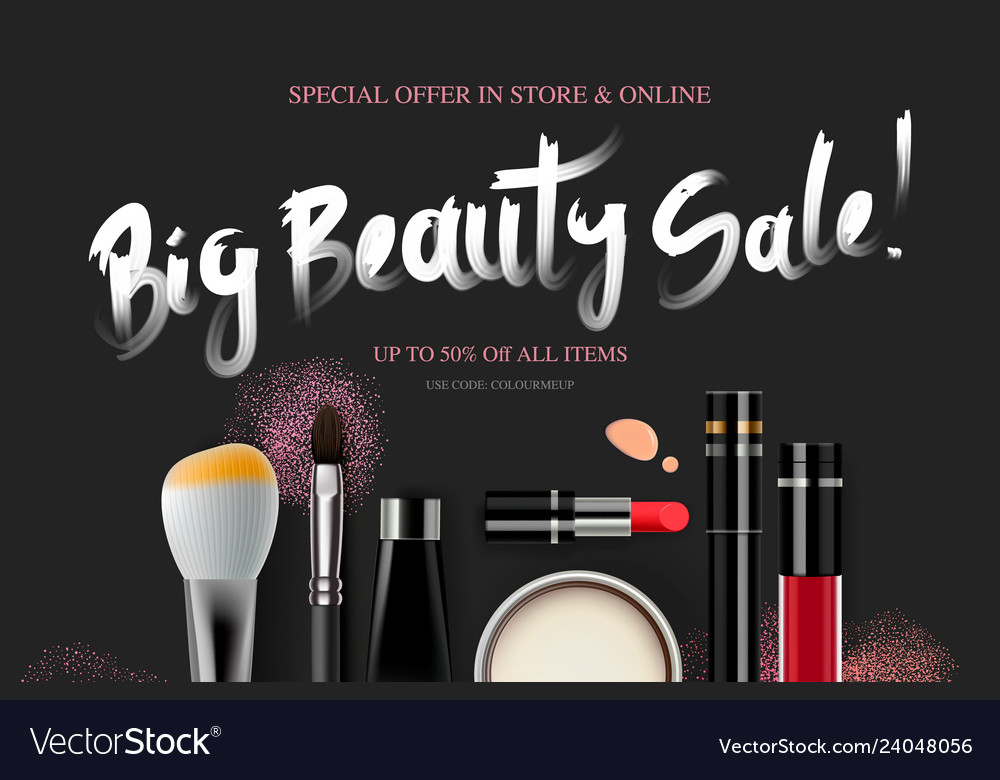 SPECIAL OFFER IN STORE & ONLINE
Big Beauty Sale!
UP TO 50% Off ALL ITEMS
USE CODE: COLOURMEUP
VectorStock®
VectorStock.com/24048056